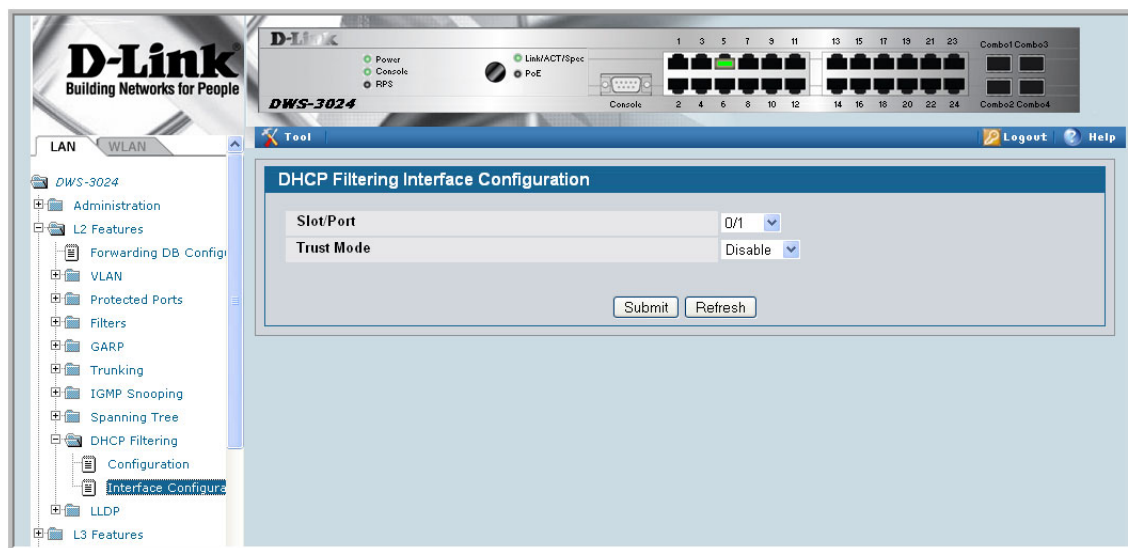 D-Link
Building Networks for People
D-Link
Power
Console
RPS
Link/ACT/Spec
PoE
Console
DWS-3024
1 3 5 7 9 11 13 15 17 19 21 23
2 4 6 8 10 12 14 16 18 20 22 24
Combo1 Combo3
Combo2 Combo4
Tool
Logout
Help
LAN
WLAN
DWS-3024
Administration
L2 Features
Forwarding DB Configu
VLAN
Protected Ports
Filters
GARP
Trunking
IGMP Snooping
Spanning Tree
DHCP Filtering
Configuration
Interface Configura
LLDP
L3 Features
DHCP Filtering Interface Configuration
Slot/Port 0/1
Trust Mode Disable
Submit Refresh